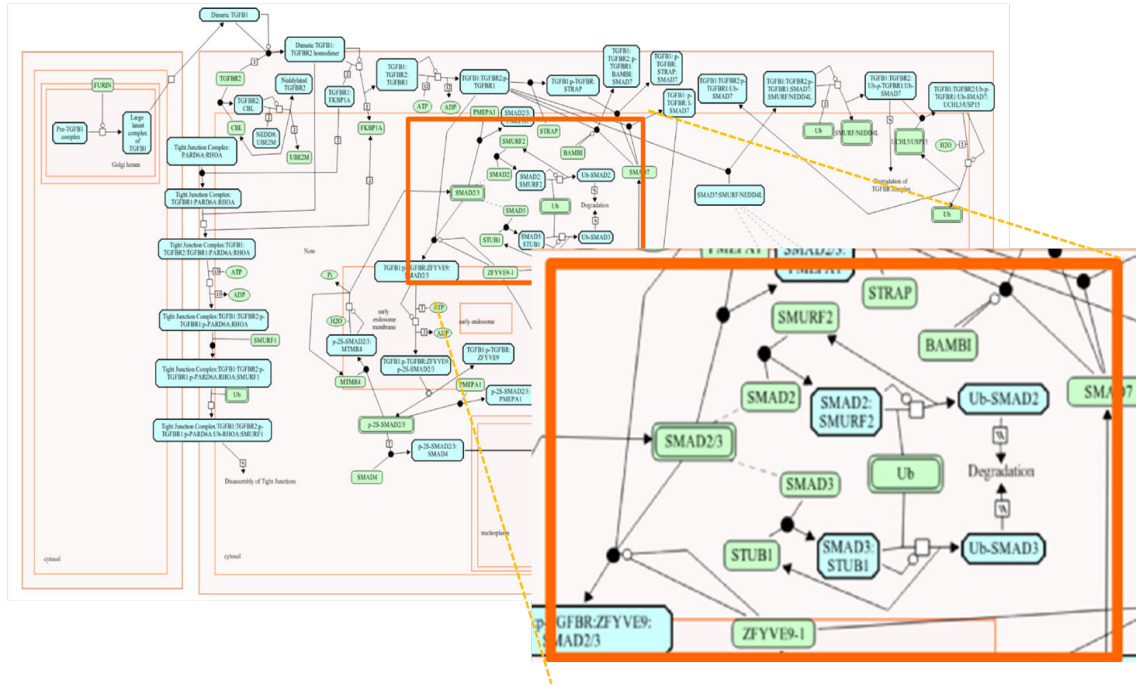 Dimeric TGFB1
Dimeric TGFB1:
TGFBR2 homodimer
FURIN
Pre-TGFB1
complex
Large
latent
complex
of
TGFB1
Golgi lumen
cytosol
TGFBR2
Neddylated
TGFBR2
TGFBR2:
CBL
CBL
NEDD8:
UBE2M
UBE2M
TGFBR1:
FKBP1A
FKBP1A
TGFB1:
TGFBR2:
TGFBR1
ATP
ADP
TGFB1:TGFBR2:p-
TGFBR1
PMEPA1
SMAD2/3
TGFB1:p-TGFBR:
STRAP
STRAP
BAMBI
TGFB1:
TGFBR2: p-
TGFBR1:
BAMBI:
SMAD7
TGFB1: p-
TGFBR:
STRAP:
SMAD7
TGFB1: p-
TGFBR: I-
SMAD7
TGFB1:TGFBR2:p-
TGFBR1:Ub-
SMAD7
TGFB1:TGFBR2:p-
TGFBR1:SMAD7:
SMURF/NEDD4L
TGFB1:TGFBR2:
Ub-p-TGFBR1:Ub-
SMAD7
TGFB1:TGFBR2:Ub-p-
TGFBR1:Ub-SMAD7:
UCHL5/USP15
Ub
SMURF/NEDD4L
UCHL5/USP15
H2O
Degradation of
TGFBR complex
Ub
SMAD7
SMAD7:SMURF/NEDD4L
SMURF2
SMAD2
SMAD2:
SMURF2
Ub-SMAD2
SMAD2/3
SMAD3
Ub
Degradation
STUB1
SMAD3:
STUB1
Ub-SMAD3
Tight Junction Complex:
PARD6A:RHOA
Tight Junction Complex:
TGFBR1:PARD6A:RHOA
Tight Junction Complex:TGFB1:
TGFBR2:TGFBR1:PARD6A:RHOA
ATP
ADP
Tight Junction Complex:TGFB1:TGFBR2:p-
TGFBR1:p-PARD6A:RHOA
SMURF1
Tight Junction Complex:TGFB1:TGFBR2:p-
TGFBR1:p-PARD6A:RHOA:SMURF1
Ub
Tight Junction Complex:TGFB1:TGFBR2:p-
TGFBR1:p-PARD6A:Ub-RHOA:SMURF1
Disassembly of Tight Junctions
cytosol
Note
TGFB1:p-TGFBR:ZFYVE9:
SMAD2/3
ZFYVE9-1
Pi
H2O
early
endosome
membrane
early endosome
ATP
ADP
p-2S-SMAD2/3:
MTMR4
MTMR4
TGFB1:p-TGFBR:ZFYVE9:
p-2S-SMAD2/3
TGFB1:p-TGFBR:
ZFYVE9
PMEPA1
p-2S-SMAD2/3:
PMEPA1
p-2S-SMAD2/3
p-2S-SMAD2/3:
SMAD4
SMAD4
nucleoplasm
SMAD2/3:
PMEPA1
STRAP
SMURF2
BAMBI
SMAD2
SMAD2:
SMURF2
Ub-SMAD2
SMAD7
SMAD2/3
Ub
Degradation
SMAD3
STUB1
SMAD3:
STUB1
Ub-SMAD3
p-TGFBR:ZFYVE9:
SMAD2/3
ZFYVE9-1